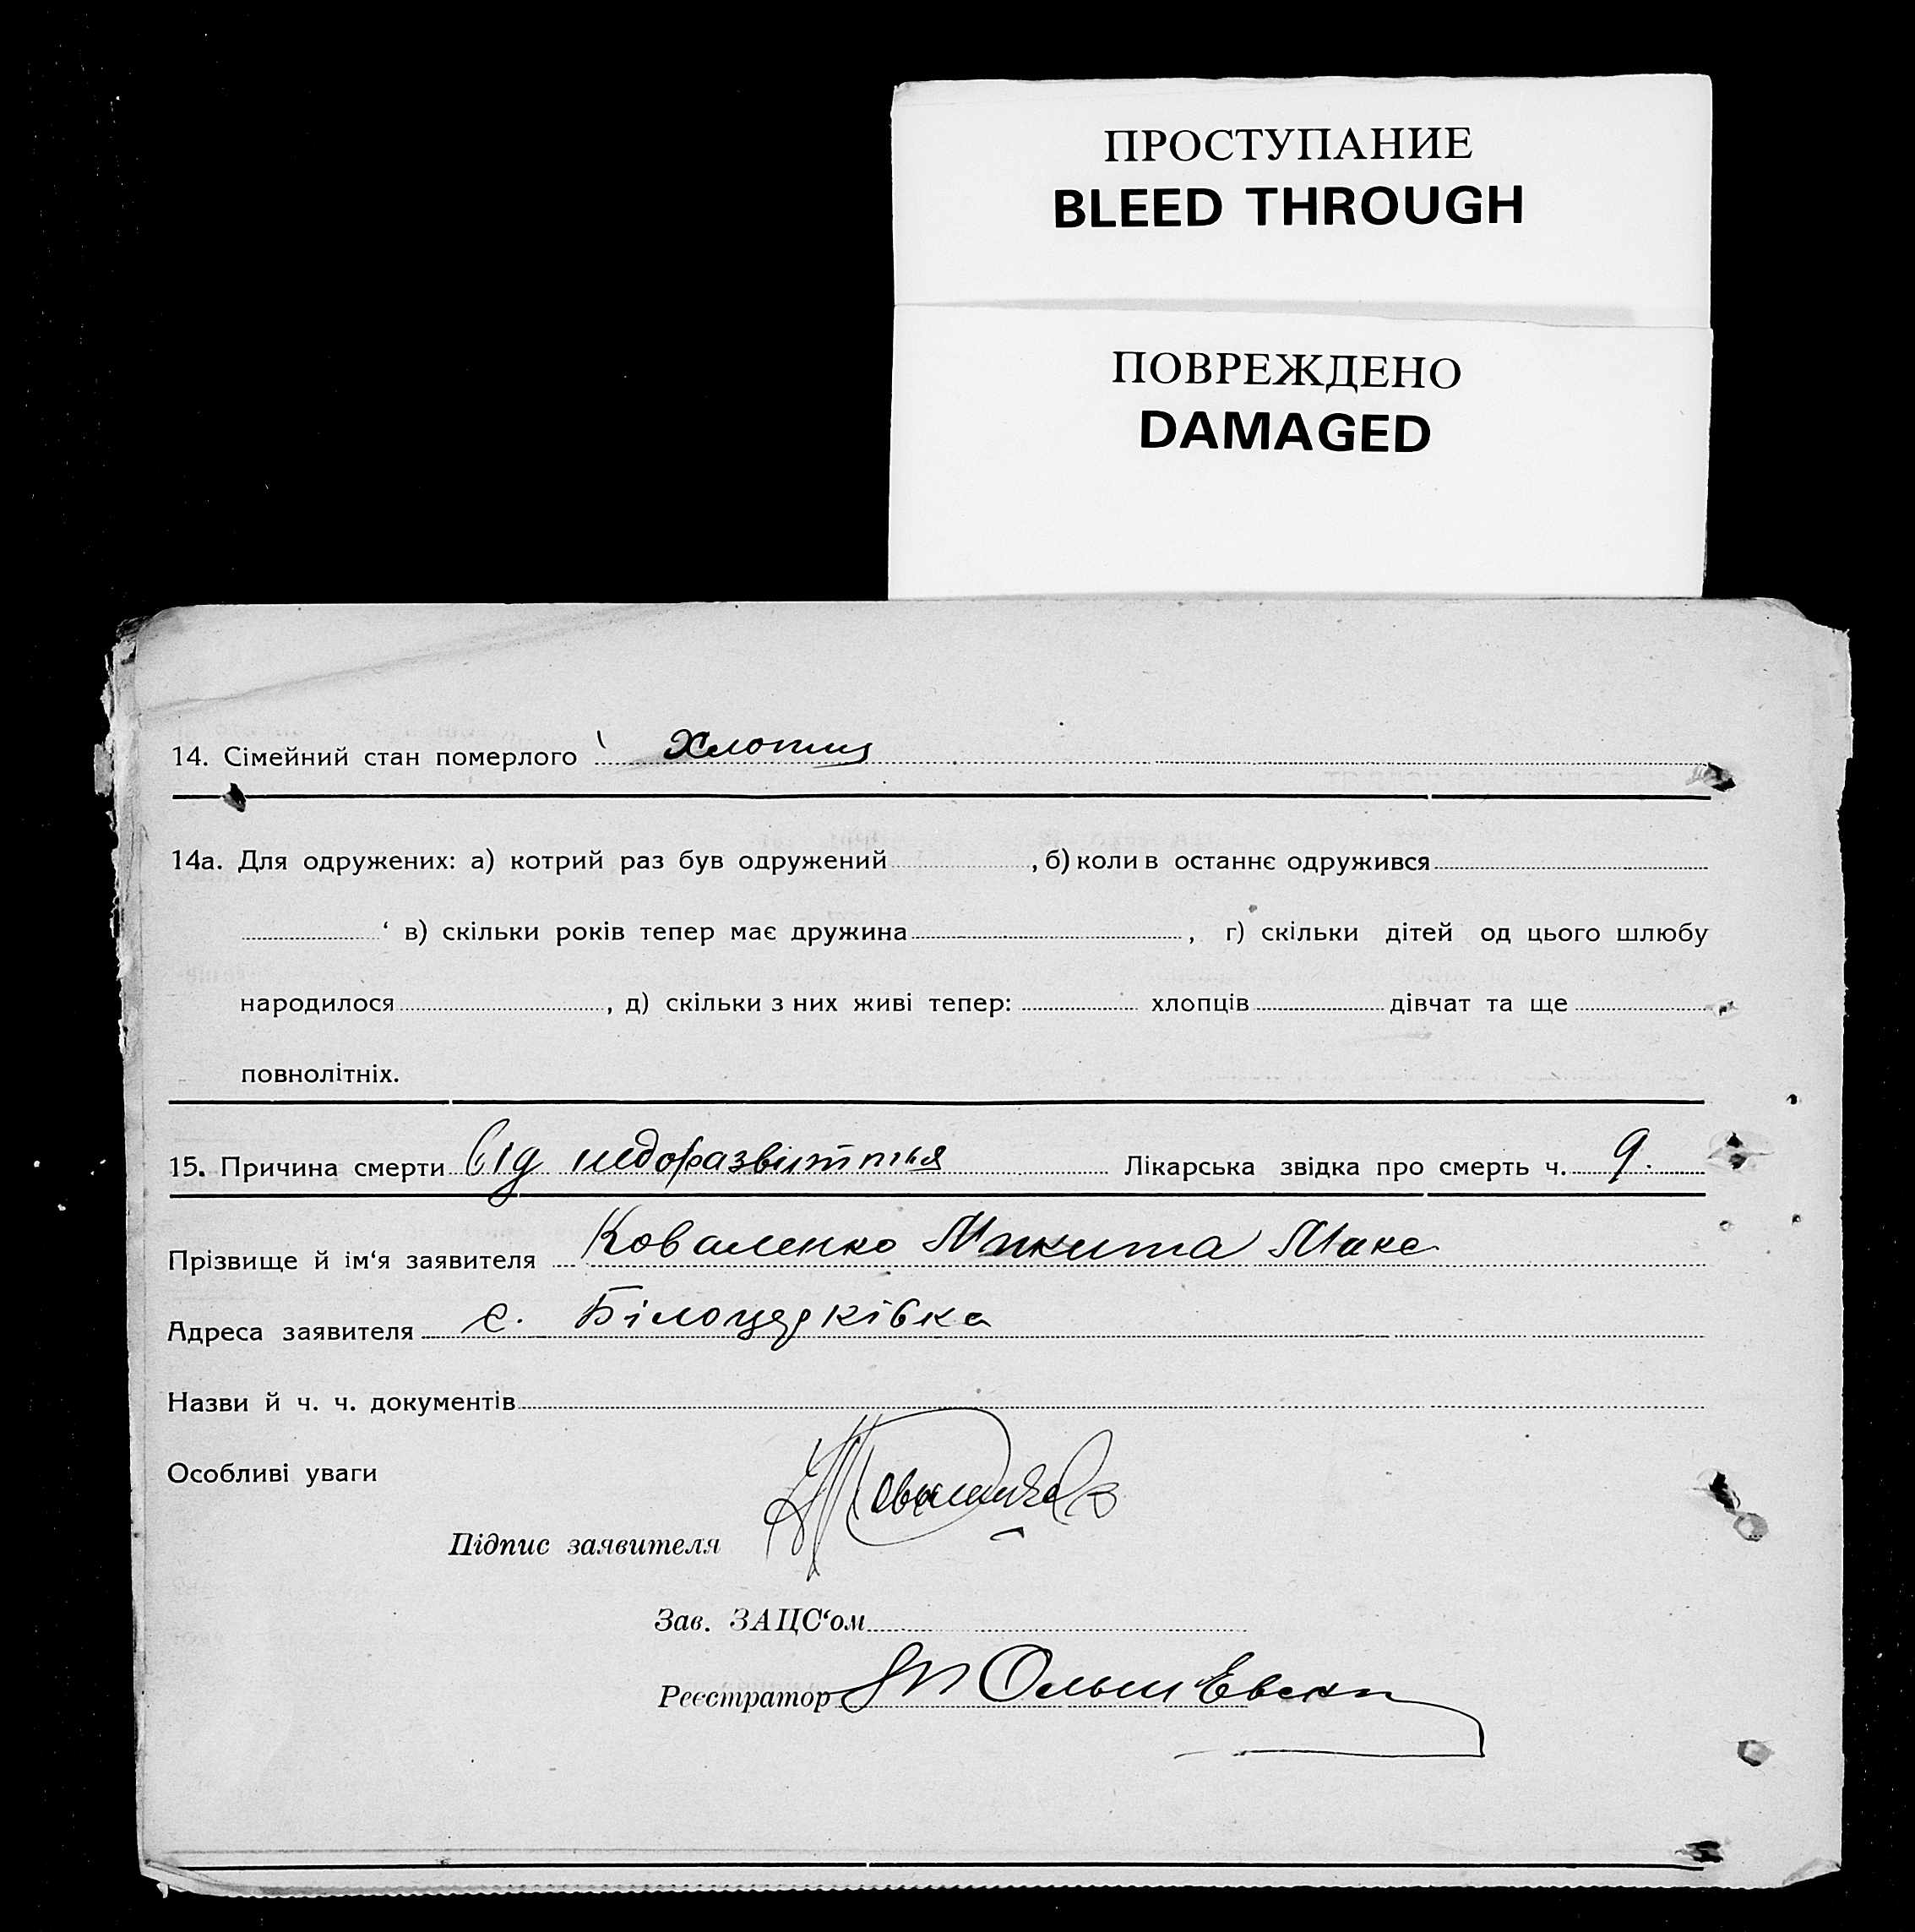 ПРОСТУПАНИЕ
BLEED THROUGH
ПОВРЕЖДЕНО
DAMAGED
14. Сімейний стан померлого Хлопець
14а. Для одружених: а) котрий раз був одружений , б) коли в останнє одружився
в) скільки років тепер має дружина , г) скільки дітей од цього шлюбу
народилося , д) скільки з них живі тепер: хлопців дівчат та ще
повнолітніх.
15. Причина смерти від недоразвиття Лікарська звідка про смерть ч. 9.
Прізвище й ім‘я заявителя Коваленко Микита Макс
Адреса заявителя с. Білоцерківка
Назви й ч. ч. документів
Особливі уваги
Підпис заявителя
Зав. ЗАЦС‘ом
Реєстратор